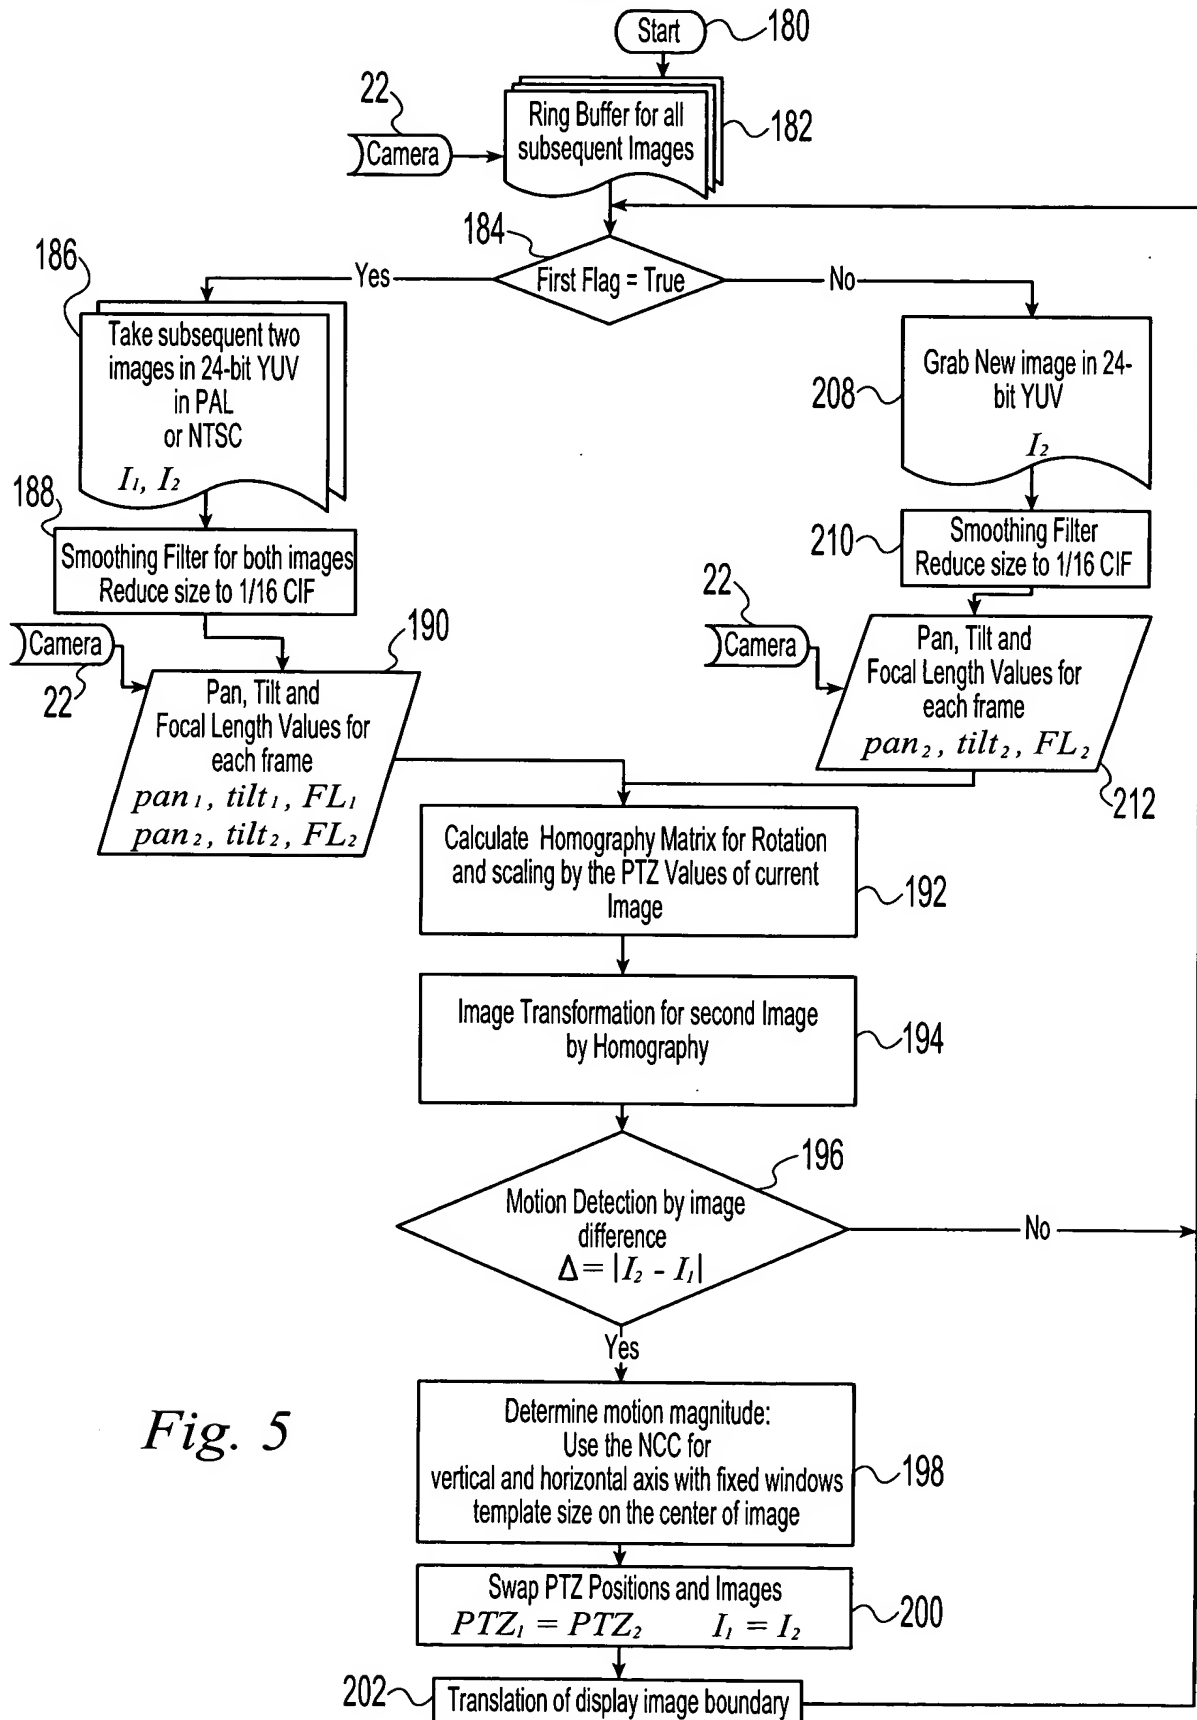 Start
180
22
Camera
Ring Buffer for all
subsequent Images
182
184
First Flag = True
Yes
No
186
Take subsequent two
images in 24-bit YUV
in PAL
or NTSC
I₁, I₂
208
Grab New image in 24-
bit YUV
I₂
188
Smoothing Filter for both images
Reduce size to 1/16 CIF
210
Smoothing Filter
Reduce size to 1/16 CIF
Camera
22
190
Pan, Tilt and
Focal Length Values for
each frame
pan₁, tilt₁, FL₁
pan₂, tilt₂, FL₂
22
Camera
Pan, Tilt and
Focal Length Values for
each frame
pan₂, tilt₂, FL₂
212
Calculate Homography Matrix for Rotation
and scaling by the PTZ Values of current
Image
192
Image Transformation for second Image
by Homography
194
196
Motion Detection by image
difference
Δ = |I₂ - I₁|
No
Yes
Determine motion magnitude:
Use the NCC for
vertical and horizontal axis with fixed windows
template size on the center of image
198
Fig. 5
Swap PTZ Positions and Images
PTZ₁ = PTZ₂ I₁ = I₂
200
202
Translation of display image boundary